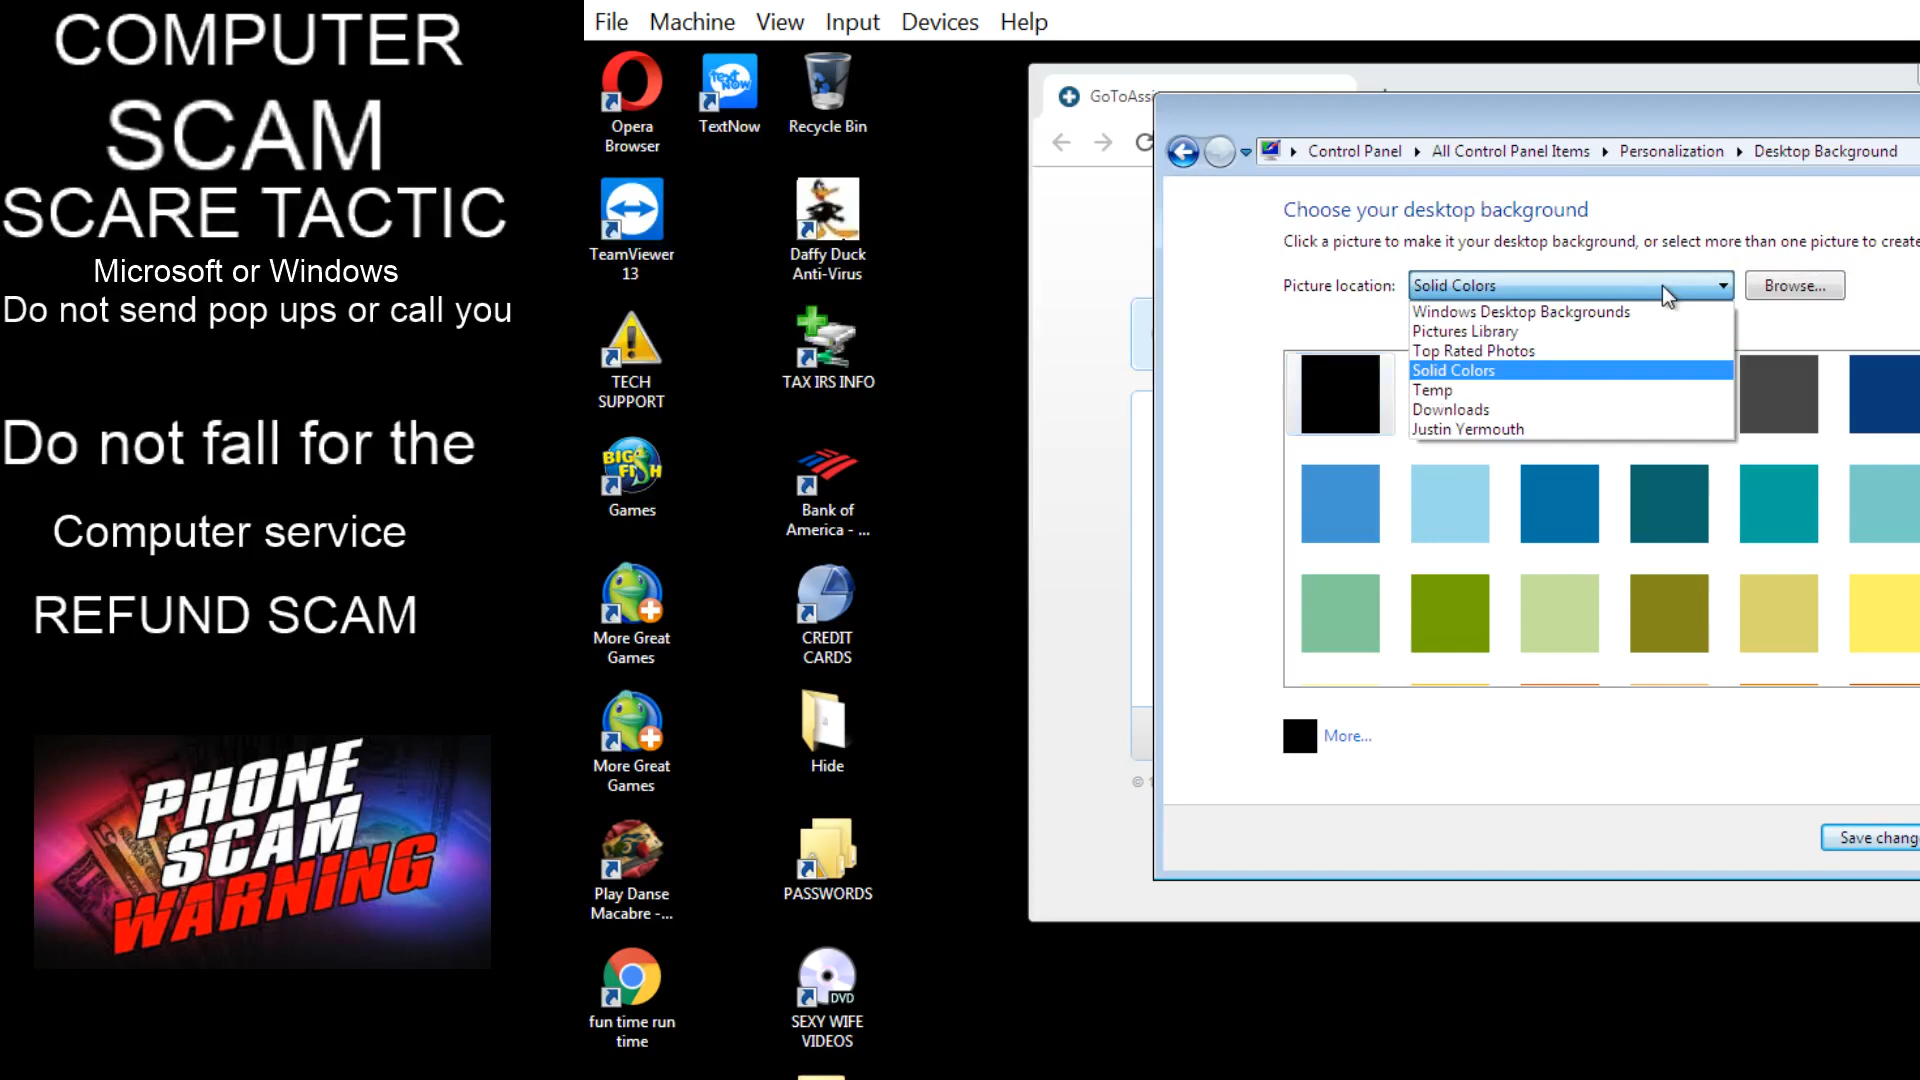 COMPUTER
SCAM
SCARE TACTIC
Microsoft or Windows
Do not send pop ups or call you
Do not fall for the
Computer service
REFUND SCAM
PHONE
SCAM
WARNING
File Machine View Input Devices Help
Opera
Browser
TextNow
Recycle Bin
TeamViewer
13
Daffy Duck
Anti-Virus
TECH
SUPPORT
TAX IRS INFO
BIG
FISH
Games
Bank of
America - ...
More Great
Games
CREDIT
CARDS
More Great
Games
Hide
Play Danse
Macabre -...
PASSWORDS
fun time run
time
DVD
SEXY WIFE
VIDEOS
text
NOW
GoToAssi
Control Panel All Control Panel Items Personalization Desktop Background
Choose your desktop background
Click a picture to make it your desktop background, or select more than one picture to create
Picture location: Solid Colors Browse...
Windows Desktop Backgrounds
Pictures Library
Top Rated Photos
Solid Colors
Temp
Downloads
Justin Yermouth
More...
©
Save chang